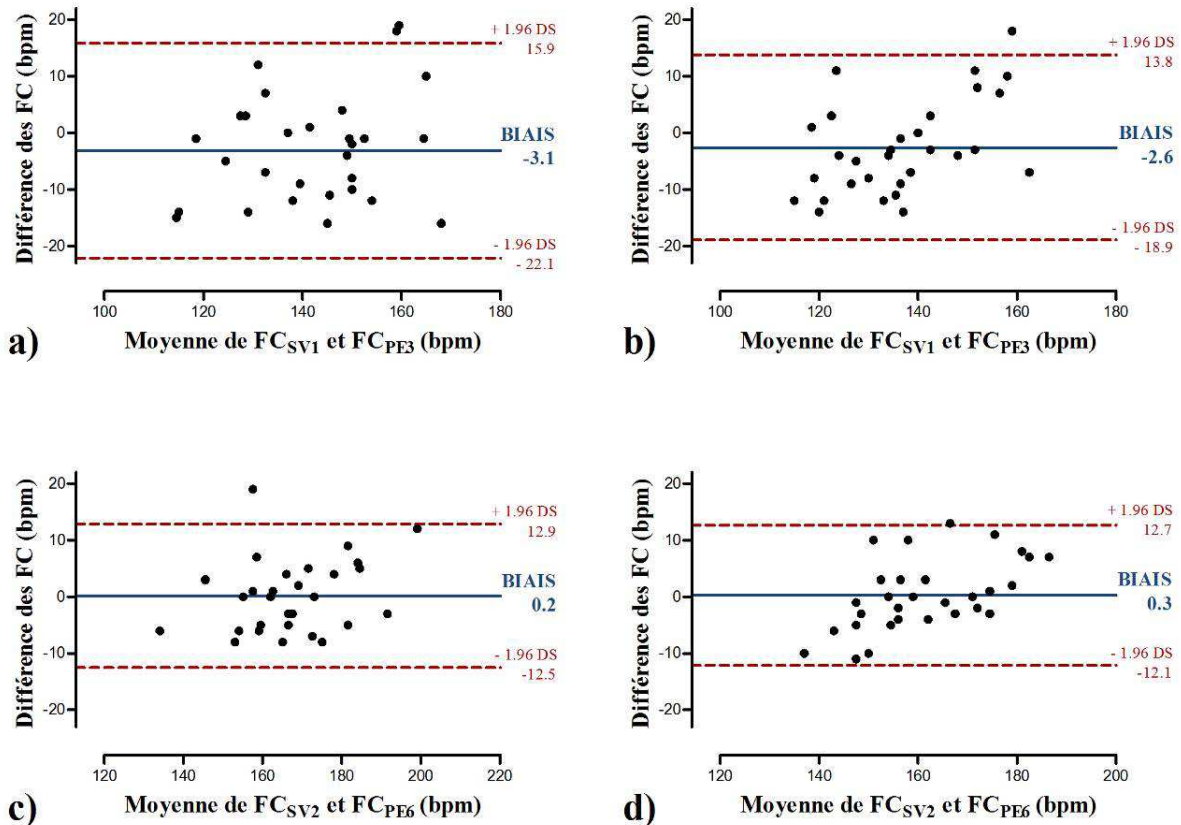 Différence des FC (bpm)
20
10
0
-10
-20
+ 1.96 DS
15.9
BIAIS
-3.1
- 1.96 DS
- 22.1
100 120 140 160 180
Moyenne de FCSV1 et FCPE3 (bpm)
a)
Différence des FC (bpm)
20
10
0
-10
-20
+ 1.96 DS
13.8
BIAIS
-2.6
- 1.96 DS
- 18.9
100 120 140 160 180
Moyenne de FCSV1 et FCPE3 (bpm)
b)
Différence des FC (bpm)
20
10
0
-10
-20
+ 1.96 DS
12.9
BIAIS
0.2
- 1.96 DS
-12.5
120 140 160 180 200 220
Moyenne de FCSV2 et FCPE6 (bpm)
c)
Différence des FC (bpm)
20
10
0
-10
-20
+ 1.96 DS
12.7
BIAIS
0.3
- 1.96 DS
-12.1
120 140 160 180 200
Moyenne de FCSV2 et FCPE6 (bpm)
d)